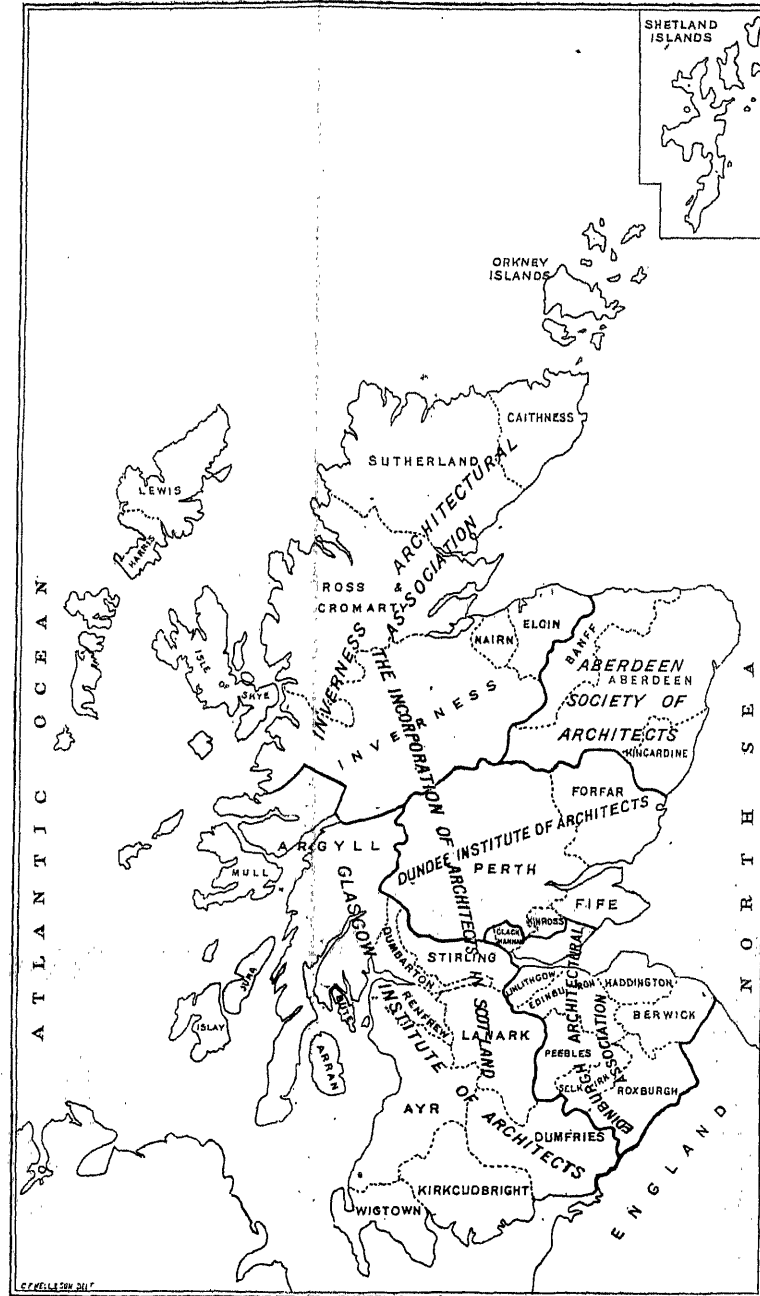 SHETLAND
ISLANDS
ORKNEY
ISLANDS
CAITHNESS
SUTHERLAND
LEWIS
HARRIS
ROSS &
CROMARTY
INVERNESS ARCHITECTURAL
ASSOCIATION
NAIRN
ELGIN
BANFF
ABERDEEN
ABERDEEN
SOCIETY OF
ARCHITECTS
KINCARDINE
ISLE OF
SKYE
INVERNESS
THE INCORPORATION OF ARCHITECTS IN SCOTLAND
ATLANTIC OCEAN
NORTH SEA
FORFAR
DUNDEE INSTITUTE OF ARCHITECTS
PERTH
ARGYLL
MULL
FIFE
KINROSS
CLACK
MANNAN
GLASGOW INSTITUTE OF ARCHITECTS
DUMBARTON
STIRLING
JURA
ISLAY
BUTE
ARRAN
RENFREW
LANARK
LINLITHGOW
HADDINGTON
BERWICK
EDINBURGH ARCHITECTURAL
ASSOCIATION
PEEBLES
SELKIRK
ROXBURGH
AYR
DUMFRIES
KIRKCUDBRIGHT
WIGTOWN
ENGLAND